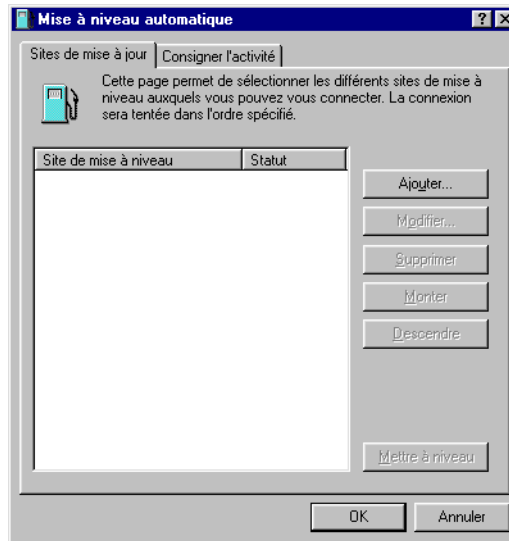 Mise à niveau automatique
Sites de mise à jour
Consigner l'activité
Cette page permet de sélectionner les différents sites de mise à
niveau auxquels vous pouvez vous connecter. La connexion
sera tentée dans l'ordre spécifié.
Site de mise à niveau
Statut
Ajouter...
Modifier...
Supprimer
Monter
Descendre
Mettre à niveau
OK
Annuler